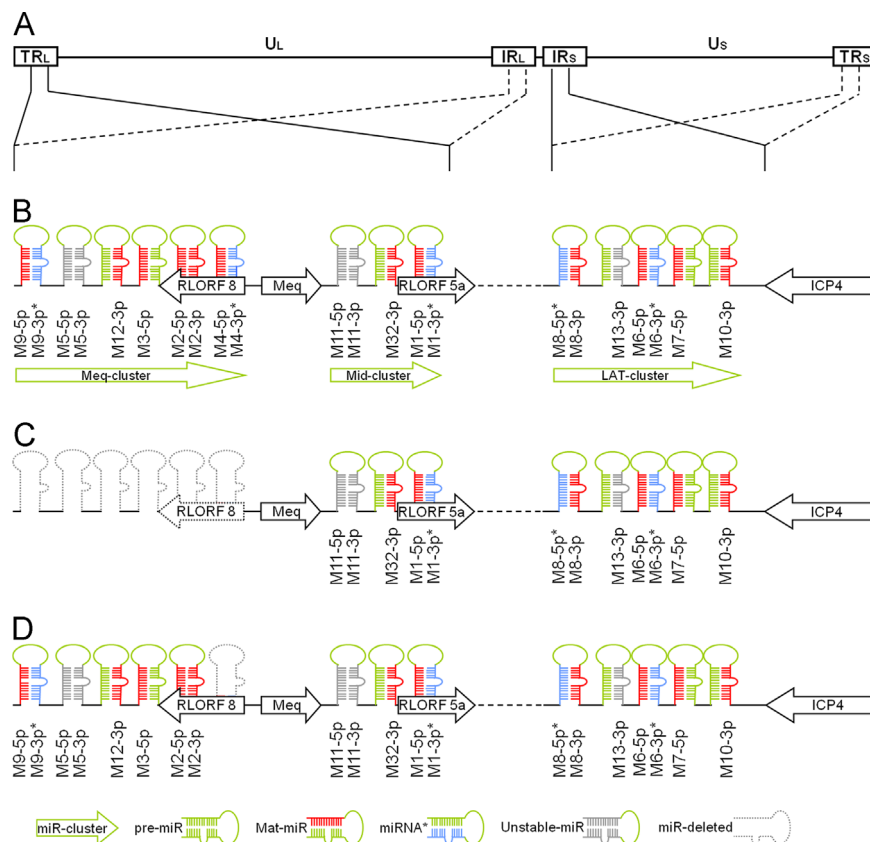 A
U_L U_S
TR_L IR_L IR_S TR_S
B
RLORF 8 Meq RLORF 5a ICP4
M9-5p M9-3p* M5-5p M5-3p M12-3p M3-5p M2-5p M2-3p M4-5p M4-3p* M11-5p M11-3p M32-3p M1-5p M1-3p* M8-5p* M8-3p M13-3p M6-5p M6-3p* M7-5p M10-3p
Meq-cluster Mid-cluster LAT-cluster
C
RLORF 8 Meq RLORF 5a ICP4
M11-5p M11-3p M32-3p M1-5p M1-3p* M8-5p* M8-3p M13-3p M6-5p M6-3p* M7-5p M10-3p
D
RLORF 8 Meq RLORF 5a ICP4
M9-5p M9-3p* M5-5p M5-3p M12-3p M3-5p M2-5p M2-3p M11-5p M11-3p M32-3p M1-5p M1-3p* M8-5p* M8-3p M13-3p M6-5p M6-3p* M7-5p M10-3p
miR-cluster pre-miR Mat-miR miRNA* Unstable-miR miR-deleted